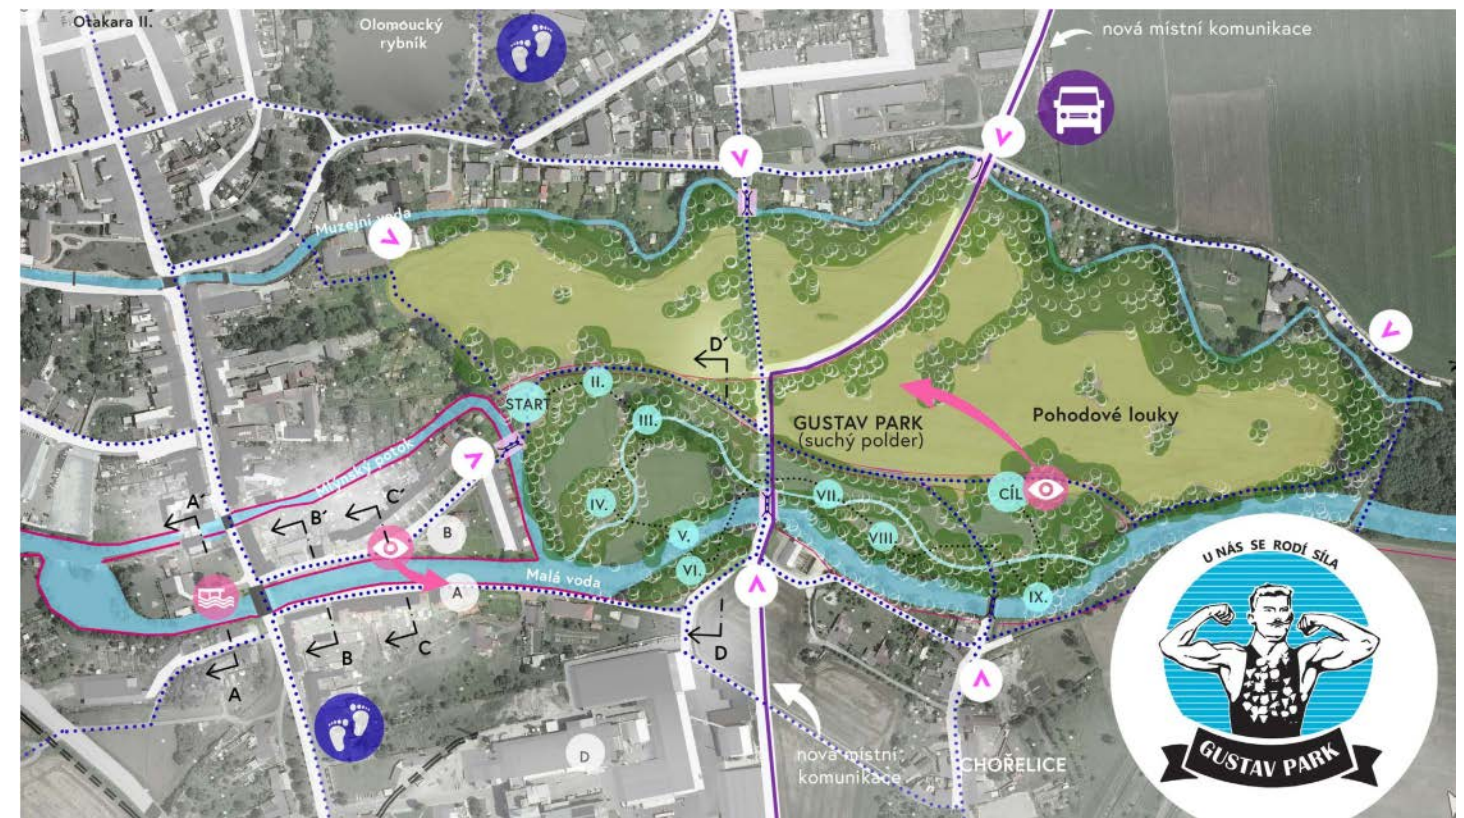 Otakara II.
Olomoucký
rybník
nová místní komunikace
Muzejní voda
D´
START
II.
III.
GUSTAV PARK
(suchý polder)
Pohodové louky
Mlýnský potok
A´
B´
C´
IV.
VII.
CÍL
B
V.
VIII.
VI.
Malá voda
A
IX.
A
B
C
D
D
nová místní
komunikace
CHOŘELICE
U NÁS SE RODÍ SÍLA
GUSTAV PARK